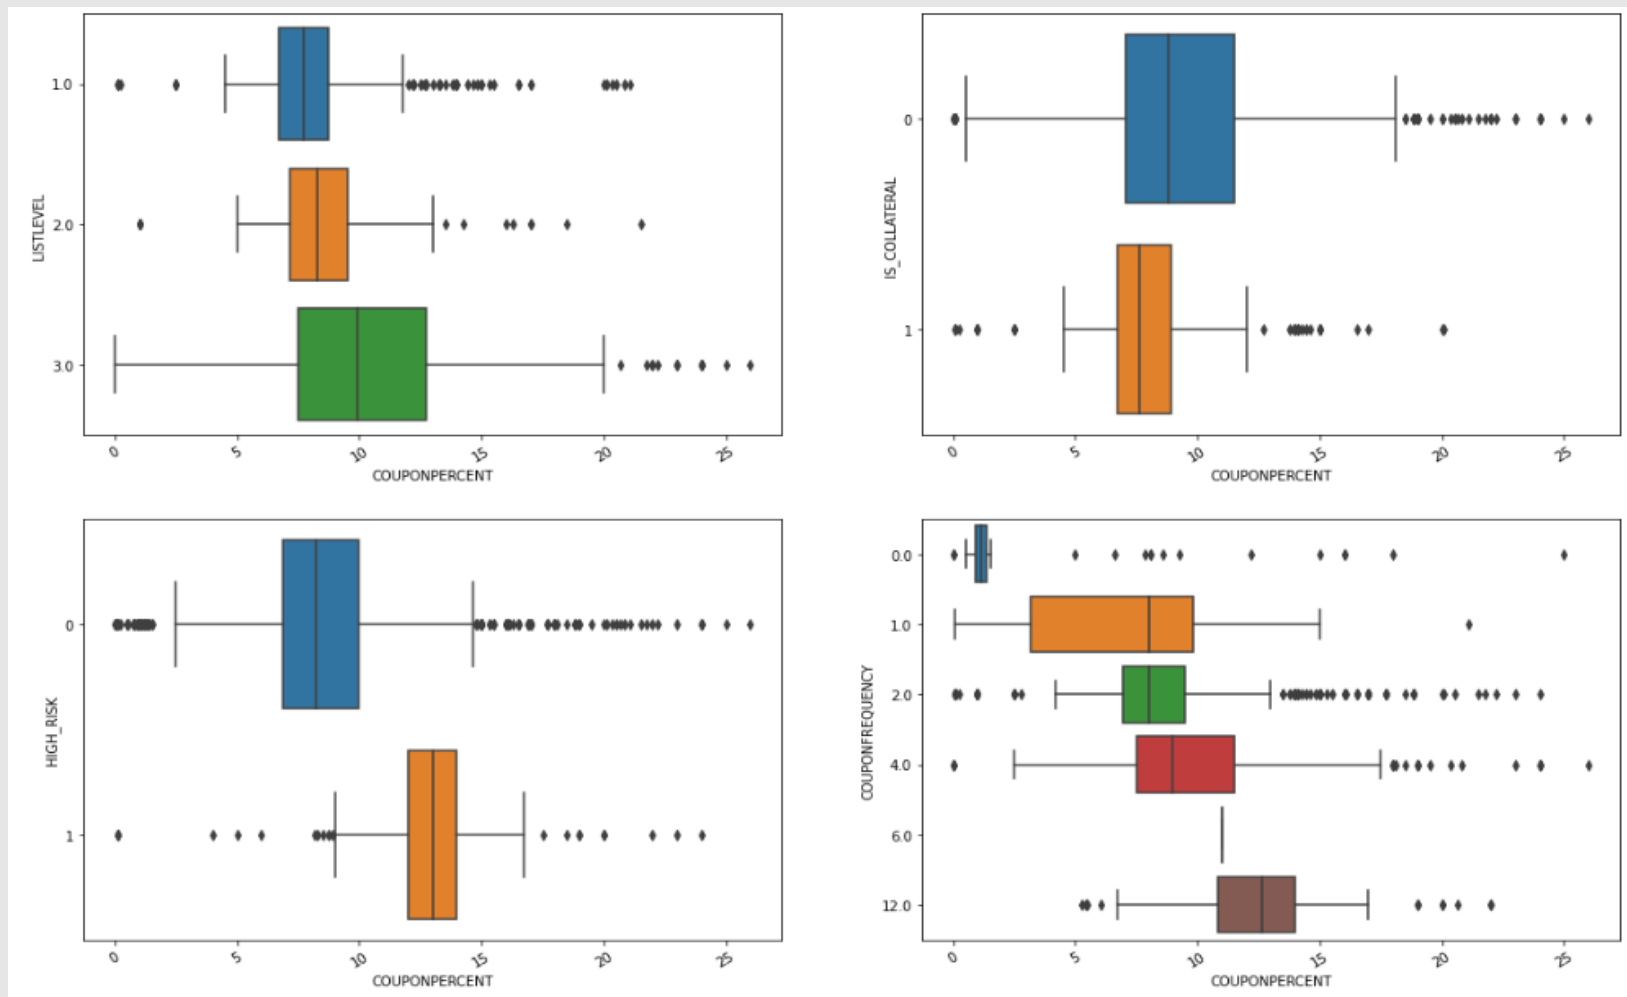 LISTLEVEL
1.0
2.0
3.0
0 5 10 15 20 25
COUPONPERCENT
IS_COLLATERAL
0
1
0 5 10 15 20 25
COUPONPERCENT
HIGH_RISK
0
1
0 5 10 15 20 25
COUPONPERCENT
COUPONFREQUENCY
0.0
1.0
2.0
4.0
6.0
12.0
0 5 10 15 20 25
COUPONPERCENT